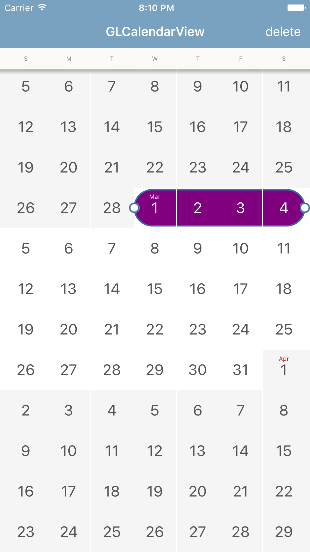 Carrier 8:10 PM
GLCalendarView delete
S M T W T F S
5 6 7 8 9 10 11
12 13 14 15 16 17 18
19 20 21 22 23 24 25
Mar
26 27 28 1 2 3 4
5 6 7 8 9 10 11
12 13 14 15 16 17 18
19 20 21 22 23 24 25
Apr
26 27 28 29 30 31 1
2 3 4 5 6 7 8
9 10 11 12 13 14 15
16 17 18 19 20 21 22
23 24 25 26 27 28 29